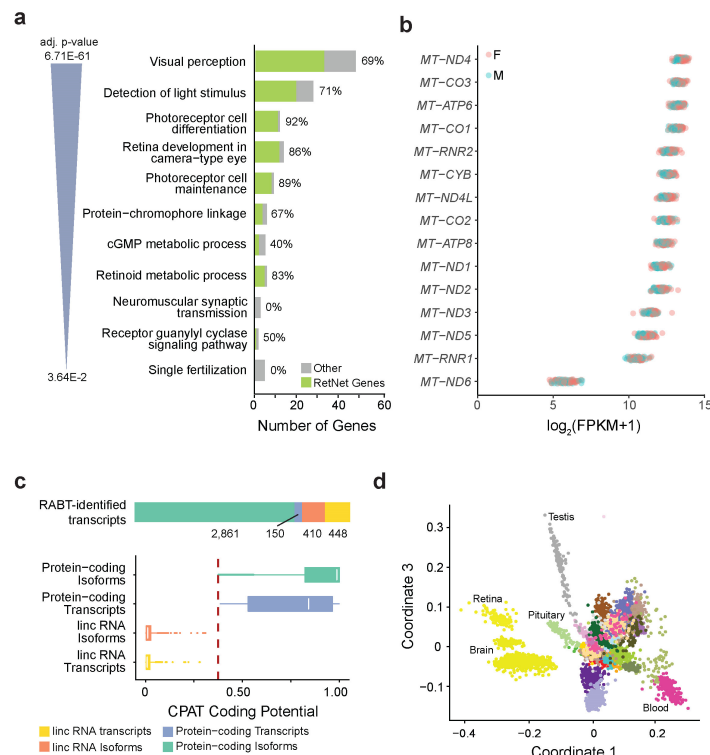 a
adj. p-value
6.71E-61
3.64E-2
Visual perception
69%
Detection of light stimulus
71%
Photoreceptor cell
differentiation
92%
Retina development in
camera-type eye
86%
Photoreceptor cell
maintenance
89%
Protein-chromophore linkage
67%
cGMP metabolic process
40%
Retinoid metabolic process
83%
Neuromuscular synaptic
transmission
0%
Receptor guanylyl cyclase
signaling pathway
50%
Single fertilization
0%
Other
RetNet Genes
0 20 40 60
Number of Genes
b
F
M
MT−ND4
MT−CO3
MT−ATP6
MT−CO1
MT−RNR2
MT−CYB
MT−ND4L
MT−CO2
MT−ATP8
MT−ND1
MT−ND2
MT−ND3
MT−ND5
MT−RNR1
MT−ND6
0 5 10 15
log2(FPKM+1)
c
RABT-identified
transcripts
2,861 150 410 448
Protein−coding
Isoforms
Protein−coding
Transcripts
linc RNA
Isoforms
linc RNA
Transcripts
0 0.50 1.00
CPAT Coding Potential
linc RNA transcripts
Protein-coding Transcripts
linc RNA Isoforms
Protein-coding Isoforms
d
Coordinate 3
0.3
0.2
0.1
0
−0.1
Testis
Retina
Pituitary
Brain
Blood
−0.4 −0.2 0 0.2
Coordinate 1